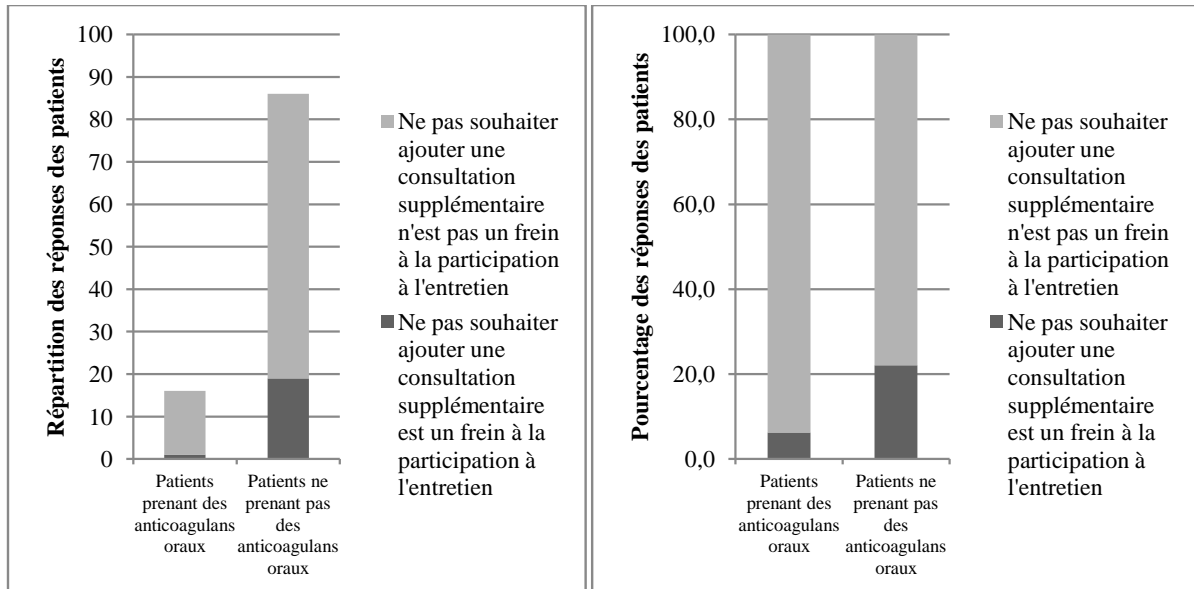 Répartition des réponses des patients
100
90
80
70
60
50
40
30
20
10
0
Patients
prenant des
anticoagulans
oraux
Patients ne
prenant pas
des
anticoagulans
oraux
Ne pas souhaiter
ajouter une
consultation
supplémentaire
n'est pas un frein
à la participation
à l'entretien
Ne pas souhaiter
ajouter une
consultation
supplémentaire
est un frein à la
participation à
l'entretien
Pourcentage des réponses des patients
100,0
80,0
60,0
40,0
20,0
0,0
Patients
prenant des
anticoagulans
oraux
Patients ne
prenant pas
des
anticoagulans
oraux
Ne pas souhaiter
ajouter une
consultation
supplémentaire
n'est pas un frein
à la participation
à l'entretien
Ne pas souhaiter
ajouter une
consultation
supplémentaire
est un frein à la
participation à
l'entretien